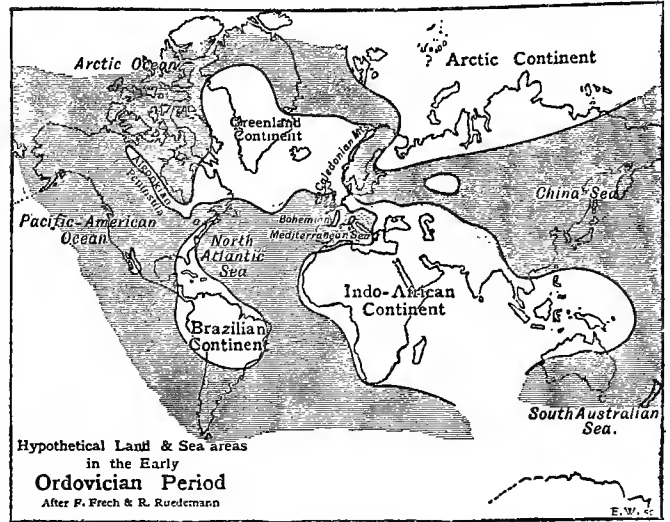 Arctic Ocean
?
Arctic Continent
Greenland
Continent
Caledonian
Peninsula
Pacific-American
Ocean
North
Atlantic
Sea
Bohemian
Mediterranean Sea
China Sea
Indo-African
Continent
Brazilian
Continent
South Australian
Sea.
Hypothetical Land & Sea areas
in the Early
Ordovician Period
After F. Frech & R. Ruedemann
E.W. sc